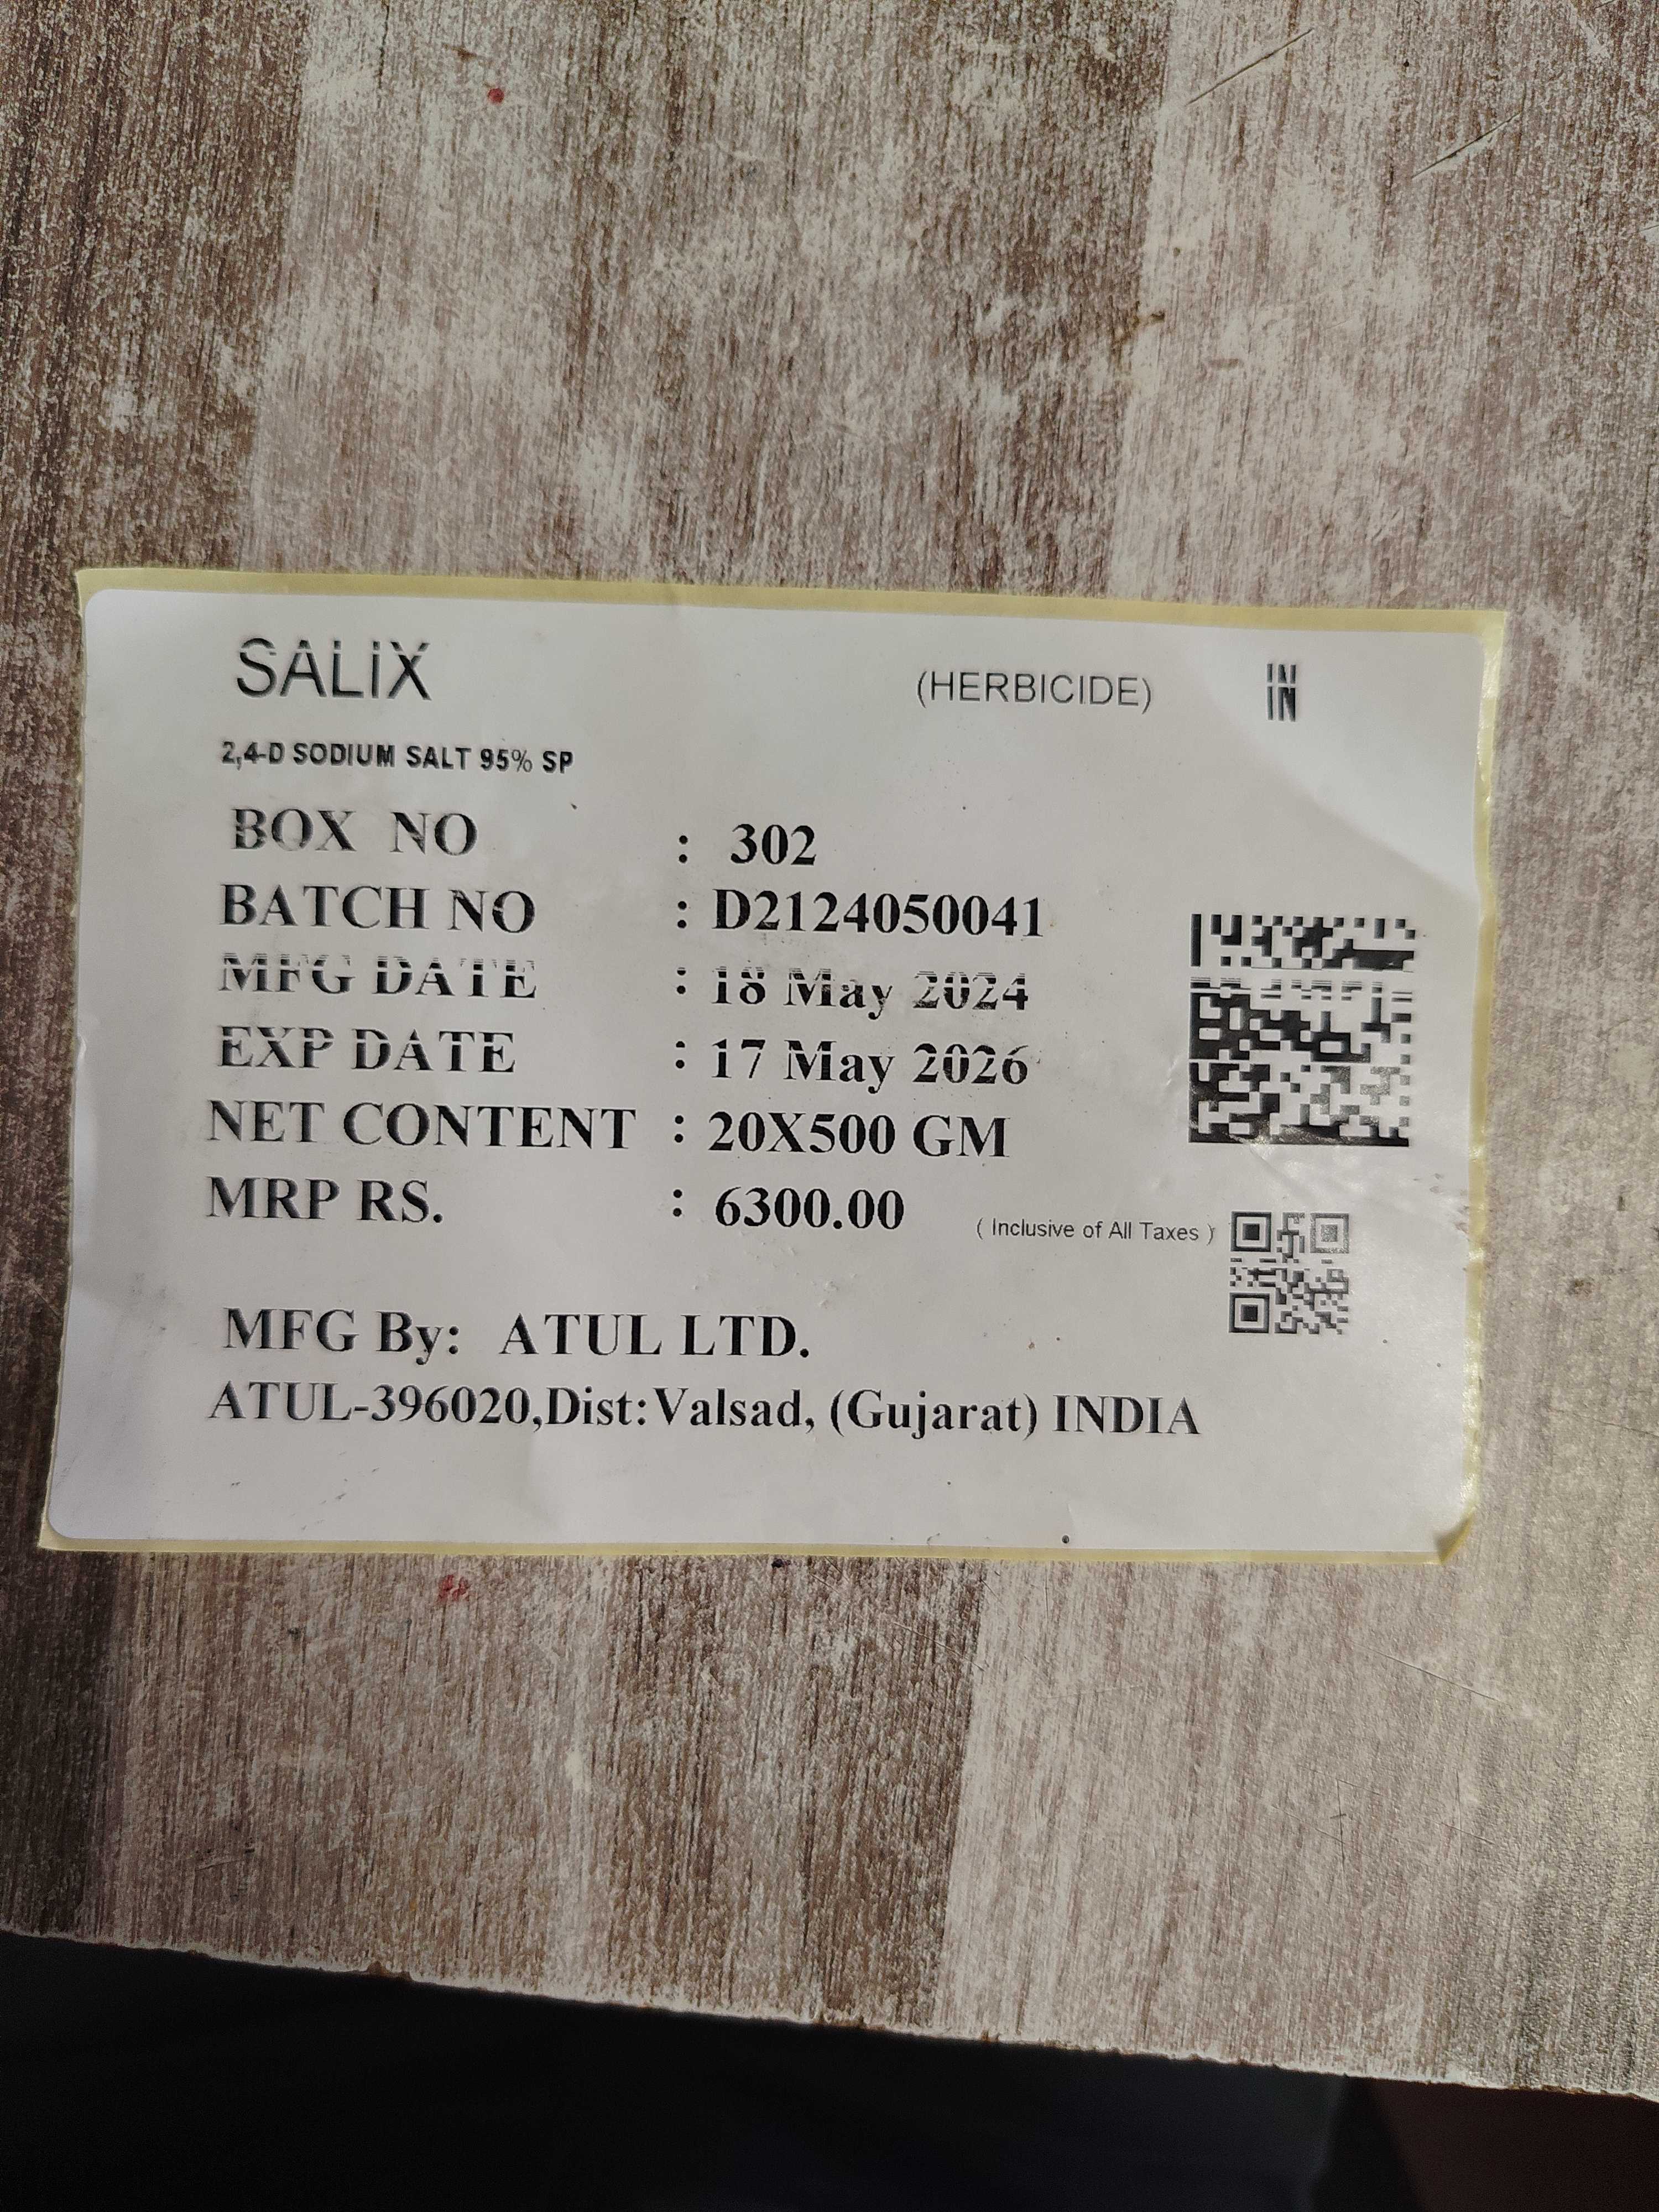 SALIX (HERBICIDE) IN
2,4-D SODIUM SALT 95% SP
BOX NO : 302
BATCH NO : D2124050041
MFG DATE : 18 May 2024
EXP DATE : 17 May 2026
NET CONTENT : 20X500 GM
MRP RS. : 6300.00 ( Inclusive of All Taxes )
MFG By: ATUL LTD.
ATUL-396020,Dist:Valsad, (Gujarat) INDIA